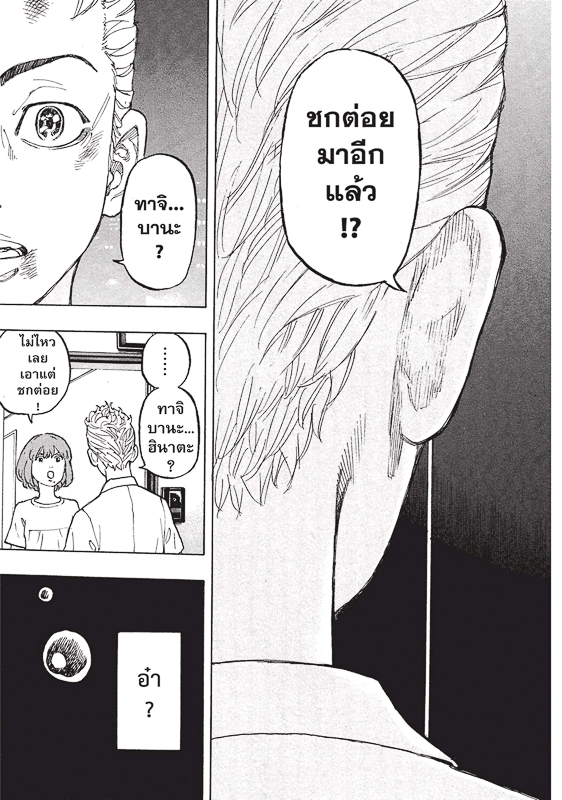 ชกต่อย
มาอีก
แล้ว
!?
ทาจิ...
บานะ
?
......
ทาจิ
บานะ...
ฮินาตะ
?
ไม่ไหว
เลย
เอาแต่
ชกต่อย
!
อ๋ำ
?